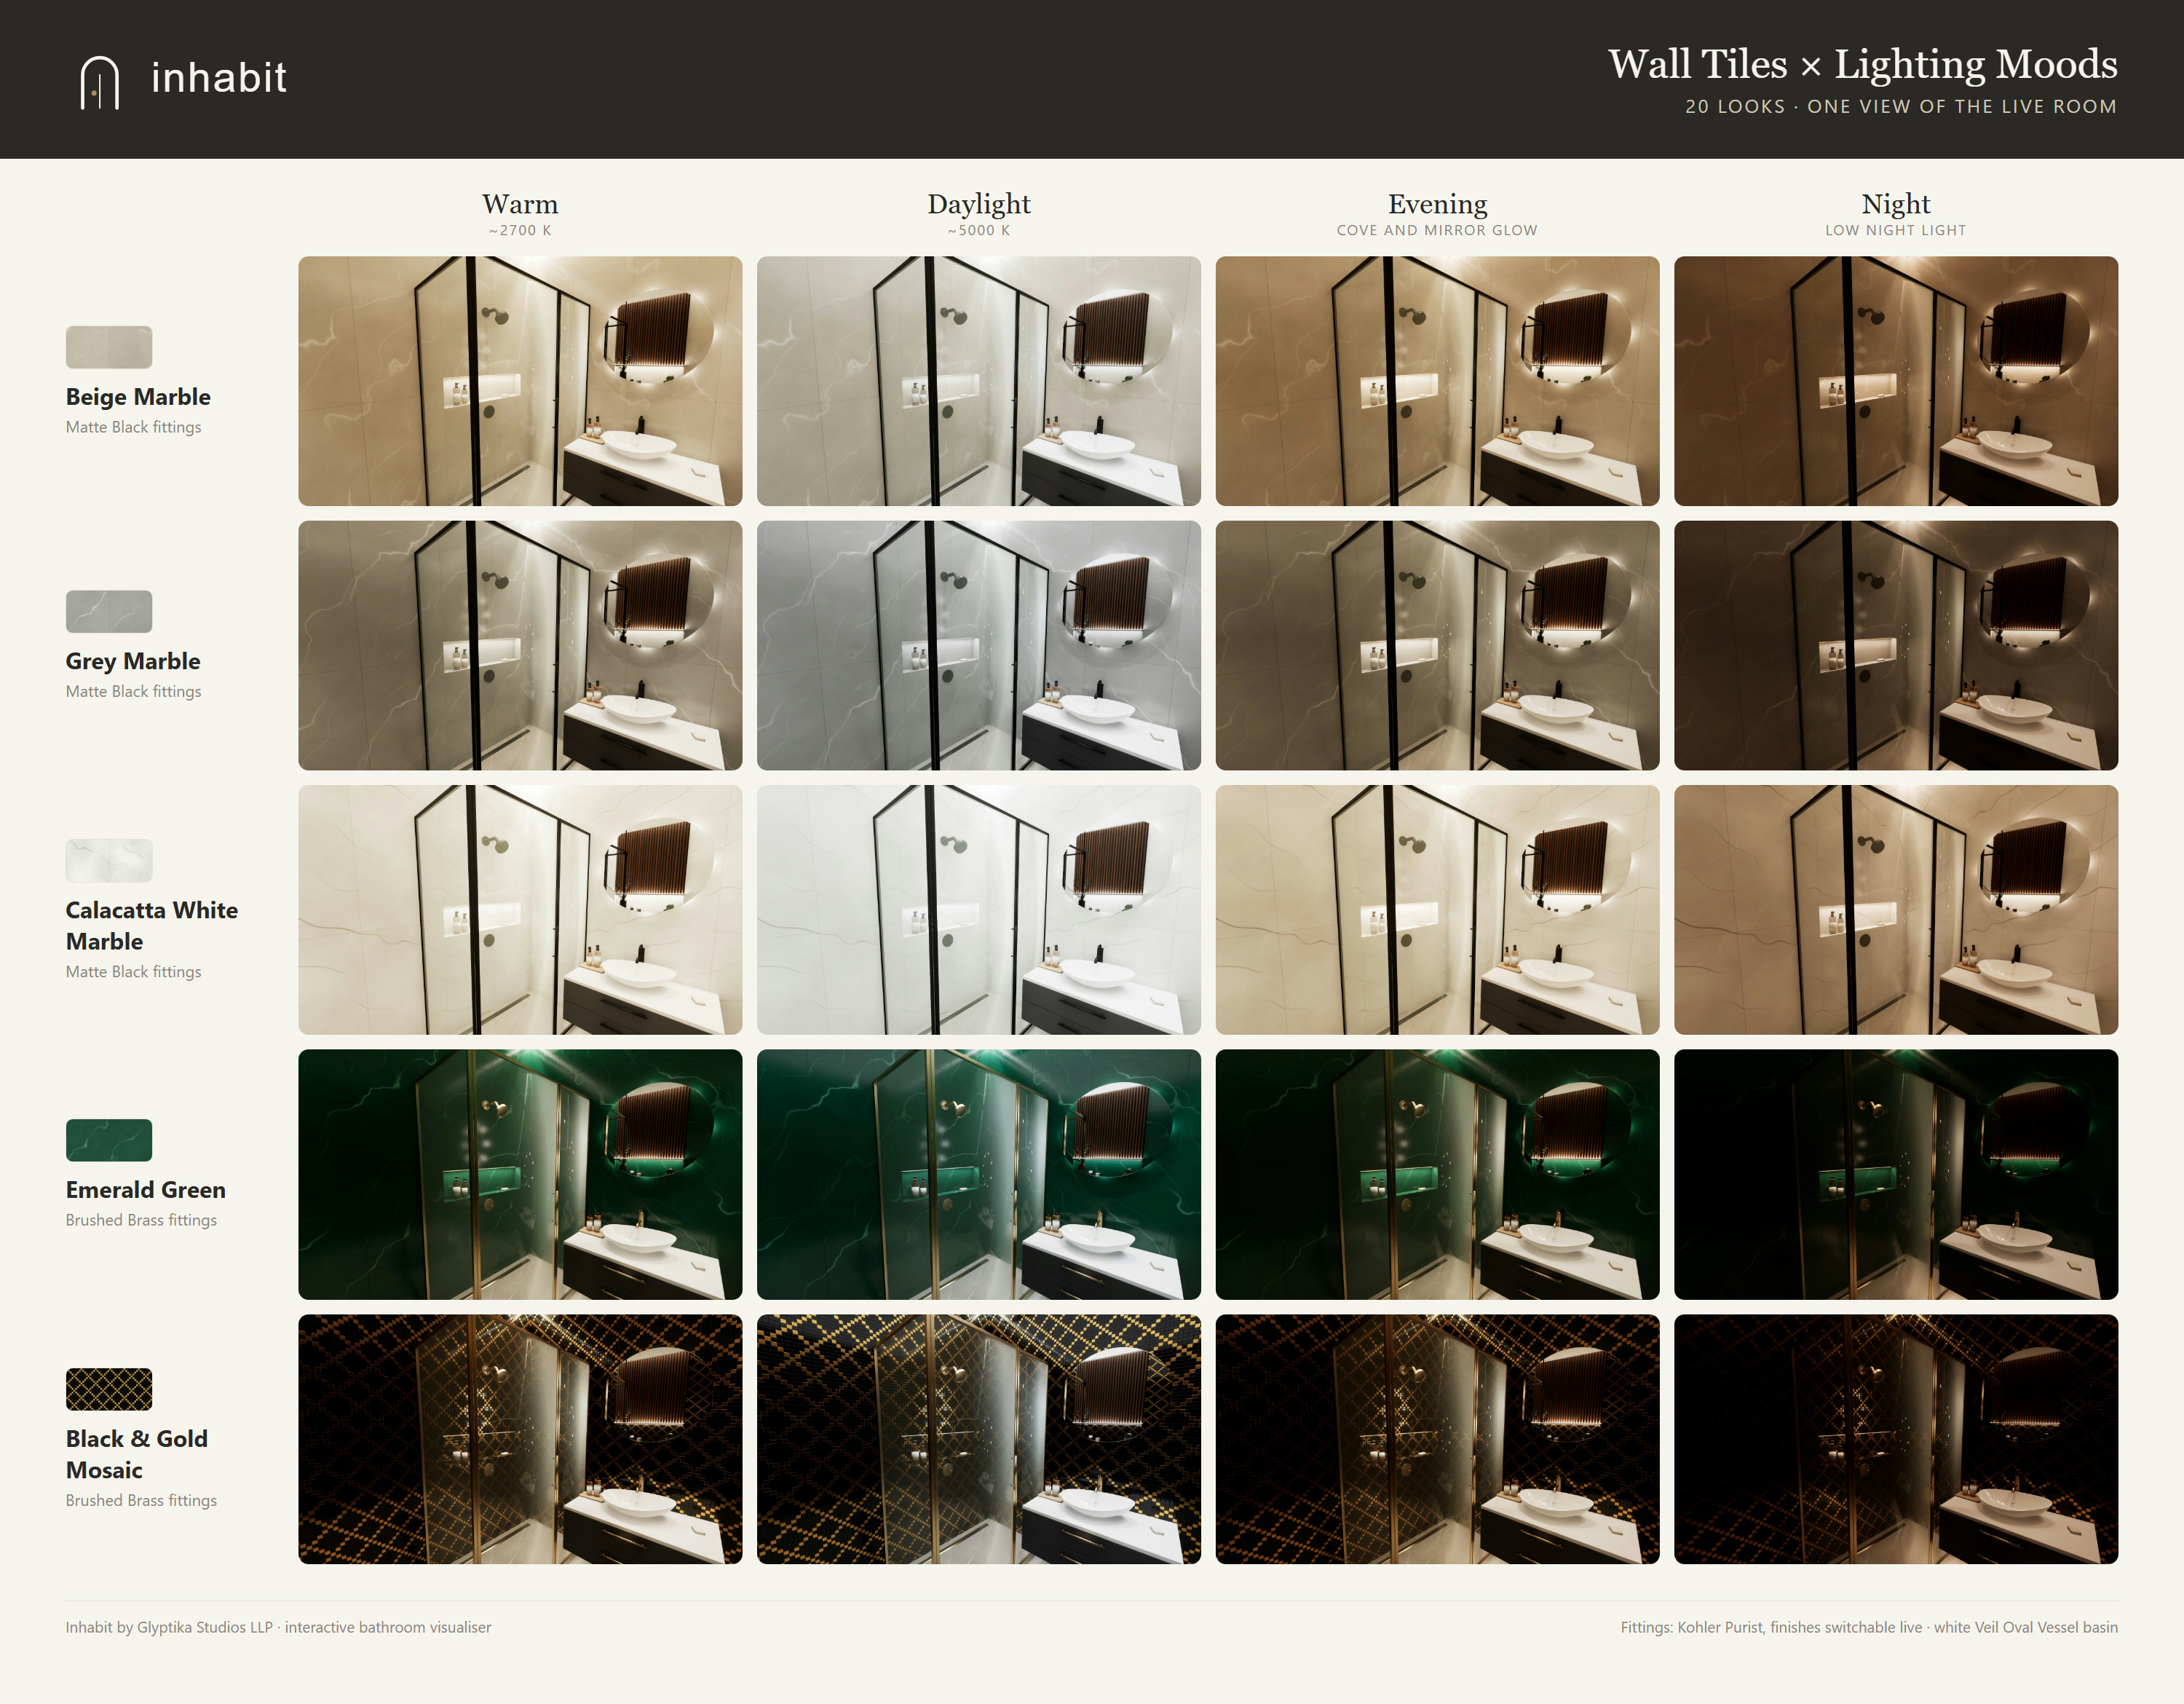 inhabit
Wall Tiles × Lighting Moods
20 LOOKS · ONE VIEW OF THE LIVE ROOM
Warm
~2700 K
Daylight
~5000 K
Evening
COVE AND MIRROR GLOW
Night
LOW NIGHT LIGHT
Beige Marble
Matte Black fittings
Grey Marble
Matte Black fittings
Calacatta White
Marble
Matte Black fittings
Emerald Green
Brushed Brass fittings
Black & Gold
Mosaic
Brushed Brass fittings
Inhabit by Glyptika Studios LLP · interactive bathroom visualiser
Fittings: Kohler Purist, finishes switchable live · white Veil Oval Vessel basin